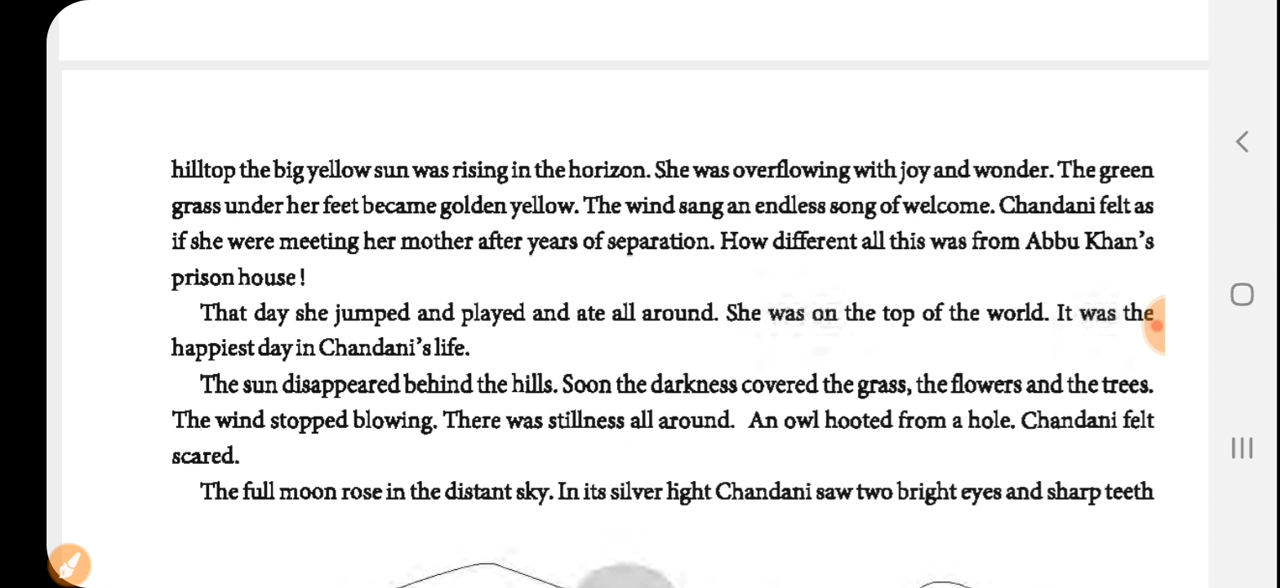 hilltop the big yellow sun was rising in the horizon. She was overflowing with joy and wonder. The green
grass under her feet became golden yellow. The wind sang an endless song of welcome. Chandani felt as
if she were meeting her mother after years of separation. How different all this was from Abbu Khan's
prison house !
That day she jumped and played and ate all around. She was on the top of the world. It was the
happiest day in Chandani's life.
The sun disappeared behind the hills. Soon the darkness covered the grass, the flowers and the trees.
The wind stopped blowing. There was stillness all around. An owl hooted from a hole. Chandani felt
scared.
The full moon rose in the distant sky. In its silver light Chandani saw two bright eyes and sharp teeth